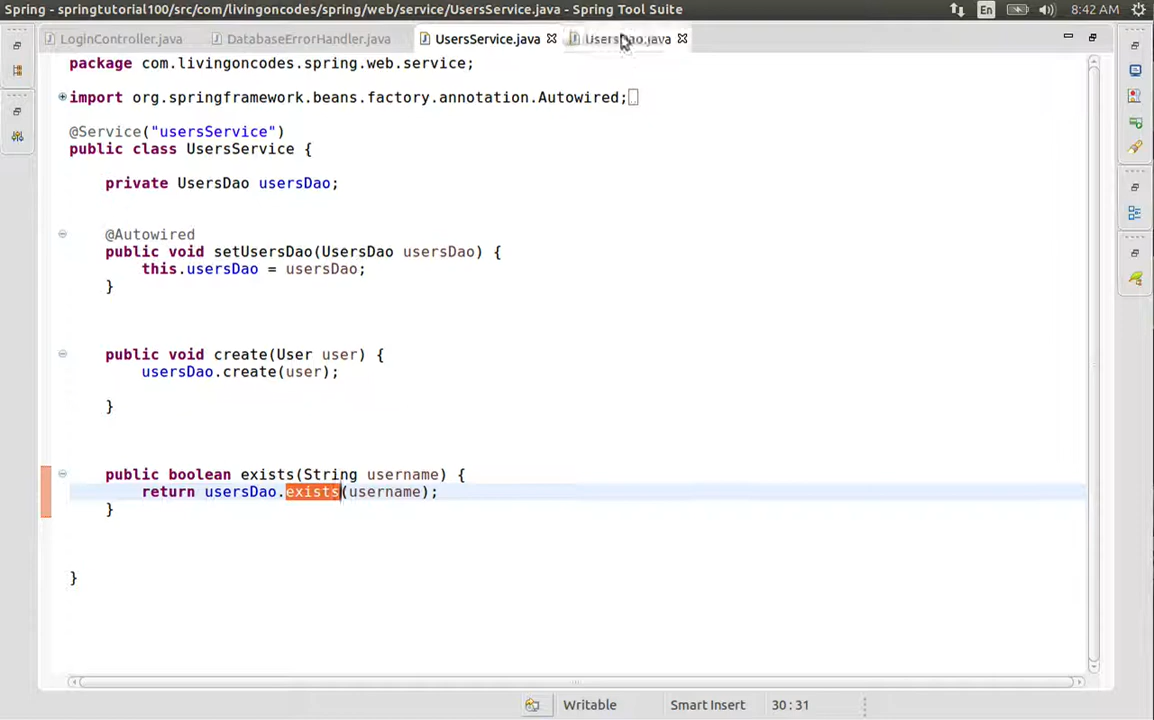 Spring - springtutorial100/src/com/livingoncodes/spring/web/service/UsersService.java - Spring Tool Suite
En
8:42 AM
LoginController.java
DatabaseErrorHandler.java
UsersService.java
UsersDao.java
package com.livingoncodes.spring.web.service;
import org.springframework.beans.factory.annotation.Autowired;
@Service("usersService")
public class UsersService {
private UsersDao usersDao;
@Autowired
public void setUsersDao(UsersDao usersDao) {
this.usersDao = usersDao;
}
public void create(User user) {
usersDao.create(user);
}
public boolean exists(String username) {
return usersDao.exists(username);
}
}
Writable
Smart Insert
30 : 31